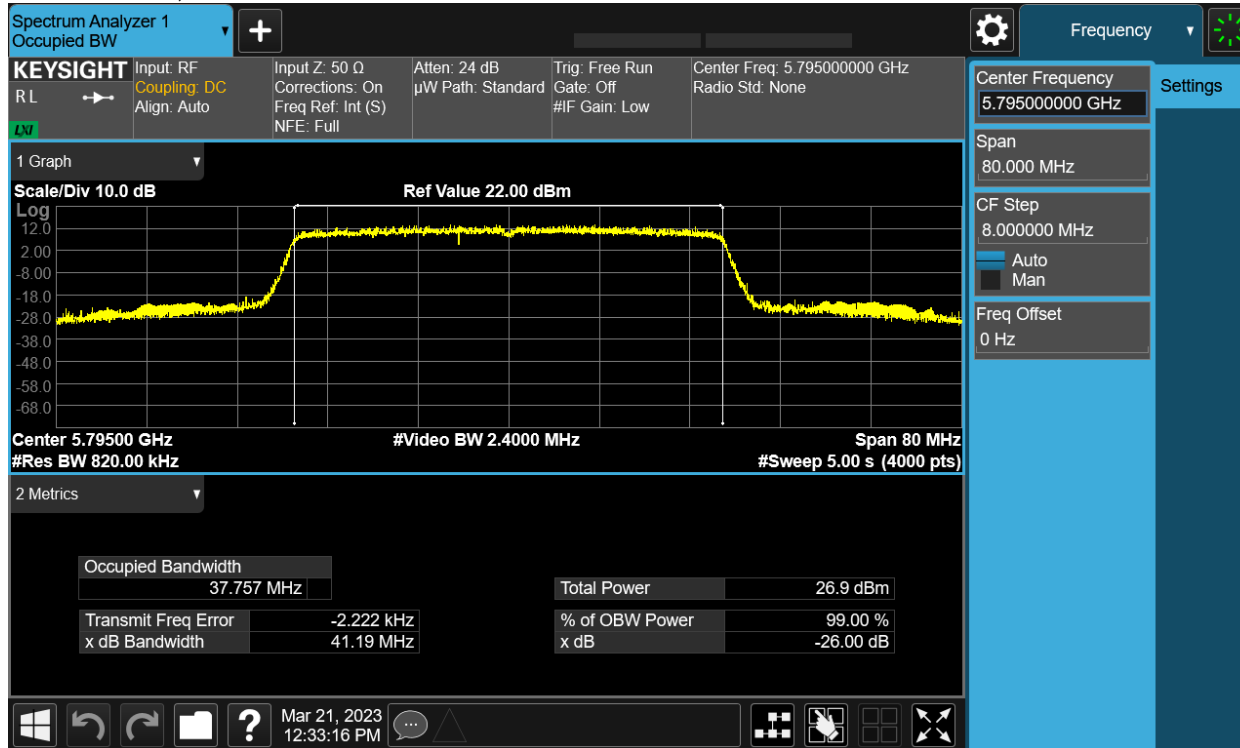 Spectrum Analyzer 1
Occupied BW
+
Frequency
KEYSIGHT
R L
LXI
Input: RF
Coupling: DC
Align: Auto
Input Z: 50 Ω
Corrections: On
Freq Ref: Int (S)
NFE: Full
Atten: 24 dB
µW Path: Standard
Trig: Free Run
Gate: Off
#IF Gain: Low
Center Freq: 5.795000000 GHz
Radio Std: None
Center Frequency
5.795000000 GHz
Settings
Span
80.000 MHz
CF Step
8.000000 MHz
Auto
Man
Freq Offset
0 Hz
1 Graph
Scale/Div 10.0 dB
Ref Value 22.00 dBm
Log
12.0
2.00
-8.00
-18.0
-28.0
-38.0
-48.0
-58.0
-68.0
Center 5.79500 GHz
#Video BW 2.4000 MHz
Span 80 MHz
#Res BW 820.00 kHz
#Sweep 5.00 s (4000 pts)
2 Metrics
Occupied Bandwidth
37.757 MHz
Total Power 26.9 dBm
Transmit Freq Error -2.222 kHz
% of OBW Power 99.00 %
x dB Bandwidth 41.19 MHz
x dB -26.00 dB
?
Mar 21, 2023
12:33:16 PM